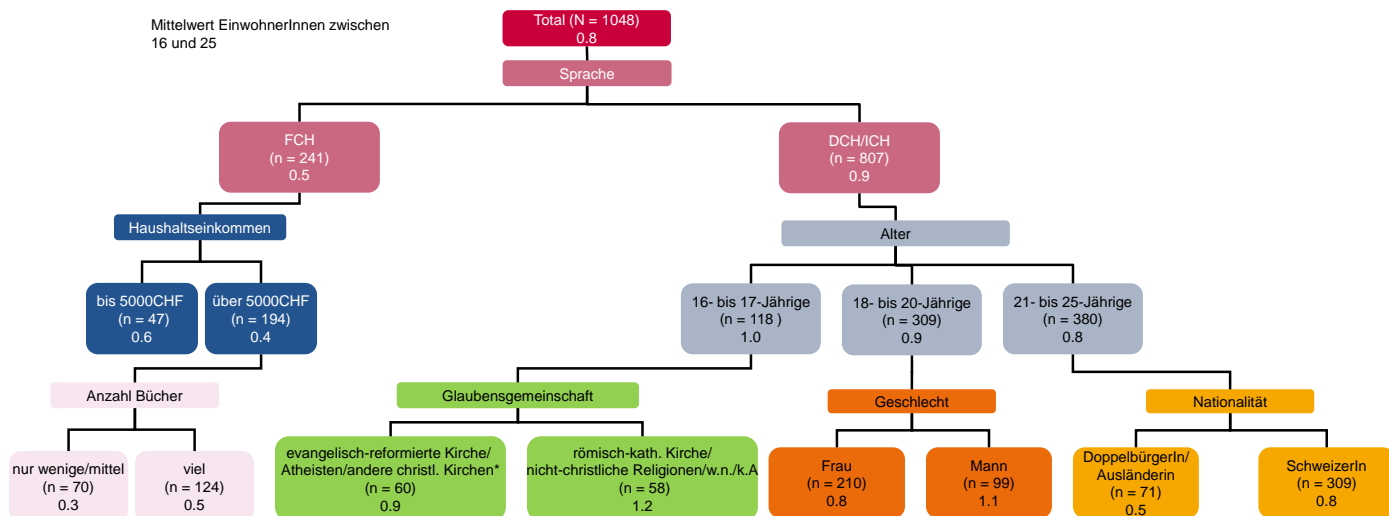 Mittelwert EinwohnerInnen zwischen
16 und 25
Total (N = 1048)
0.8
Sprache
FCH
(n = 241)
0.5
DCH/ICH
(n = 807)
0.9
Haushaltseinkommen
Alter
bis 5000CHF
(n = 47)
0.6
über 5000CHF
(n = 194)
0.4
16- bis 17-Jährige
(n = 118 )
1.0
18- bis 20-Jährige
(n = 309)
0.9
21- bis 25-Jährige
(n = 380)
0.8
Anzahl Bücher
Glaubensgemeinschaft
Geschlecht
Nationalität
nur wenige/mittel
(n = 70)
0.3
viel
(n = 124)
0.5
evangelisch-reformierte Kirche/
Atheisten/andere christl. Kirchen*
(n = 60)
0.9
römisch-kath. Kirche/
nicht-christliche Religionen/w.n./k.A
(n = 58)
1.2
Frau
(n = 210)
0.8
Mann
(n = 99)
1.1
DoppelbürgerIn/
Ausländerin
(n = 71)
0.5
SchweizerIn
(n = 309)
0.8